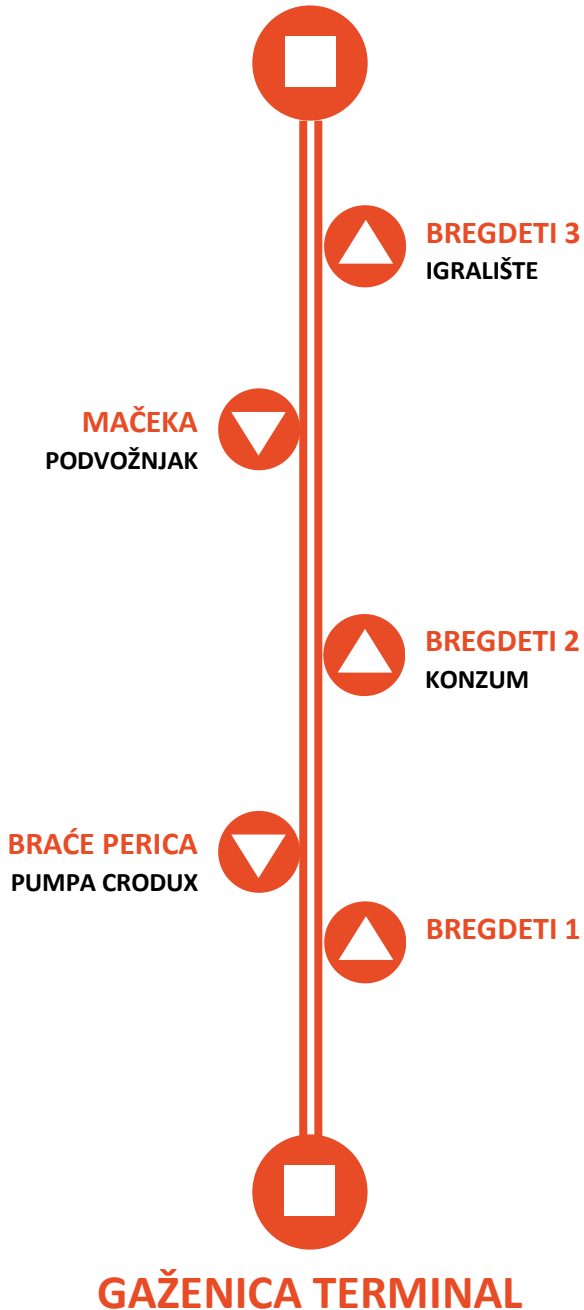 BREGDETI 3
IGRALIŠTE
MAČEKA
PODVOŽNJAK
BREGDETI 2
KONZUM
BRAĆE PERICA
PUMPA CRODUX
BREGDETI 1
GAŽENICA TERMINAL